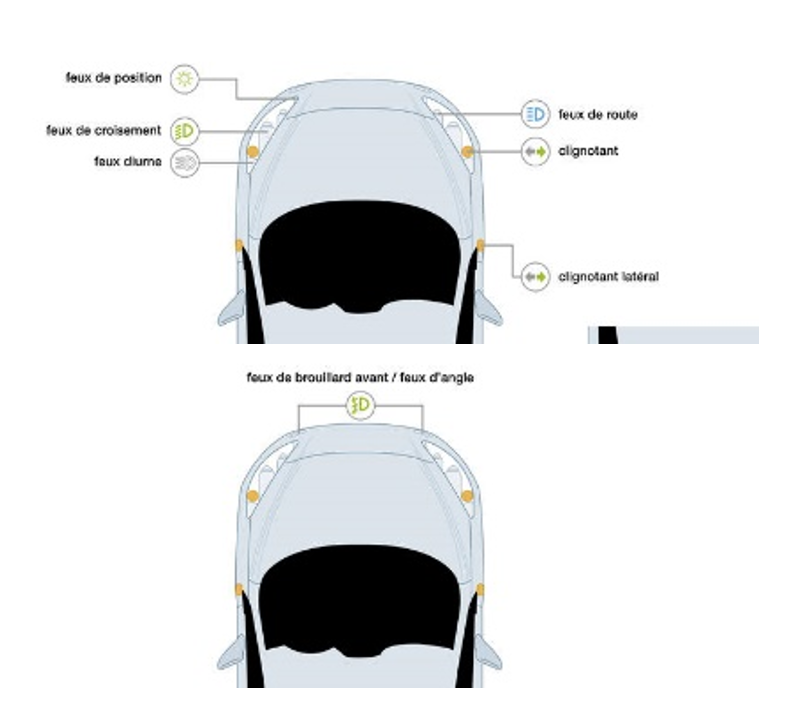 feux de position
feux de route
feux de croisement
clignotant
feux diurne
clignotant latéral
feux de brouillard avant / feux d'angle